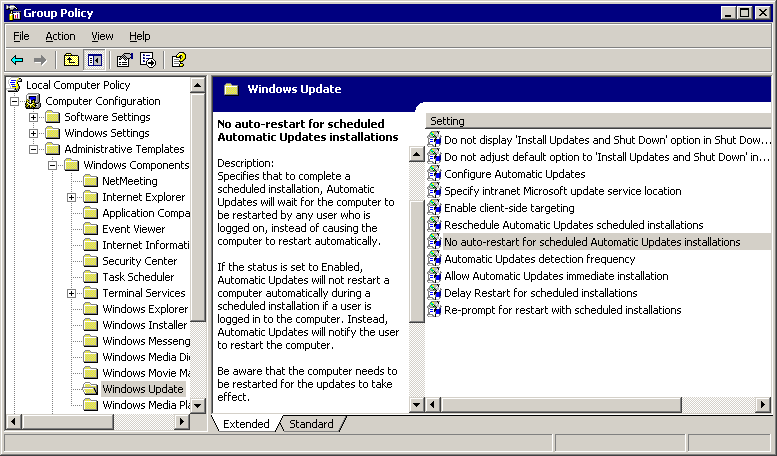 Group Policy
File Action View Help
Local Computer Policy
Computer Configuration
Software Settings
Windows Settings
Administrative Templates
Windows Components
NetMeeting
Internet Explorer
Application Compa
Event Viewer
Internet Informati
Security Center
Task Scheduler
Terminal Services
Windows Explorer
Windows Installer
Windows Messeng
Windows Media Di
Windows Movie Ma
Windows Update
Windows Media Pla
Windows Update
No auto-restart for scheduled
Automatic Updates installations
Description:
Specifies that to complete a
scheduled installation, Automatic
Updates will wait for the computer to
be restarted by any user who is
logged on, instead of causing the
computer to restart automatically.
If the status is set to Enabled,
Automatic Updates will not restart a
computer automatically during a
scheduled installation if a user is
logged in to the computer. Instead,
Automatic Updates will notify the user
to restart the computer.
Be aware that the computer needs to
be restarted for the updates to take
effect.
Setting
Do not display 'Install Updates and Shut Down' option in Shut Dow...
Do not adjust default option to 'Install Updates and Shut Down' in...
Configure Automatic Updates
Specify intranet Microsoft update service location
Enable client-side targeting
Reschedule Automatic Updates scheduled installations
No auto-restart for scheduled Automatic Updates installations
Automatic Updates detection frequency
Allow Automatic Updates immediate installation
Delay Restart for scheduled installations
Re-prompt for restart with scheduled installations
Extended Standard